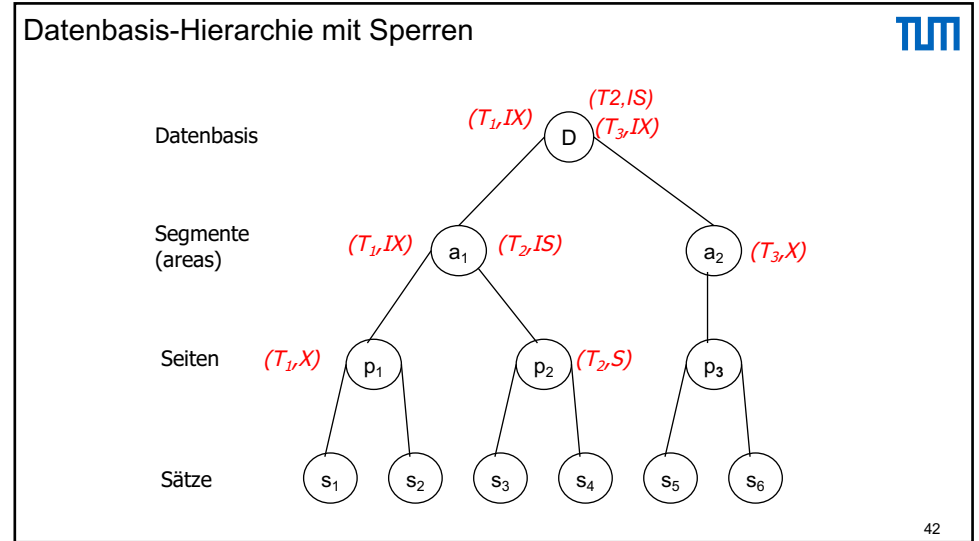 Datenbasis-Hierarchie mit Sperren
TUM
(T2,IS)
(T₁,IX)
D
(T₃,IX)
Datenbasis
Segmente
(areas)
(T₁,IX)
a₁
(T₂,IS)
a₂
(T₃,X)
Seiten
(T₁,X)
p₁
p₂
(T₂,S)
p₃
Sätze
s₁
s₂
s₃
s₄
s₅
s₆
42